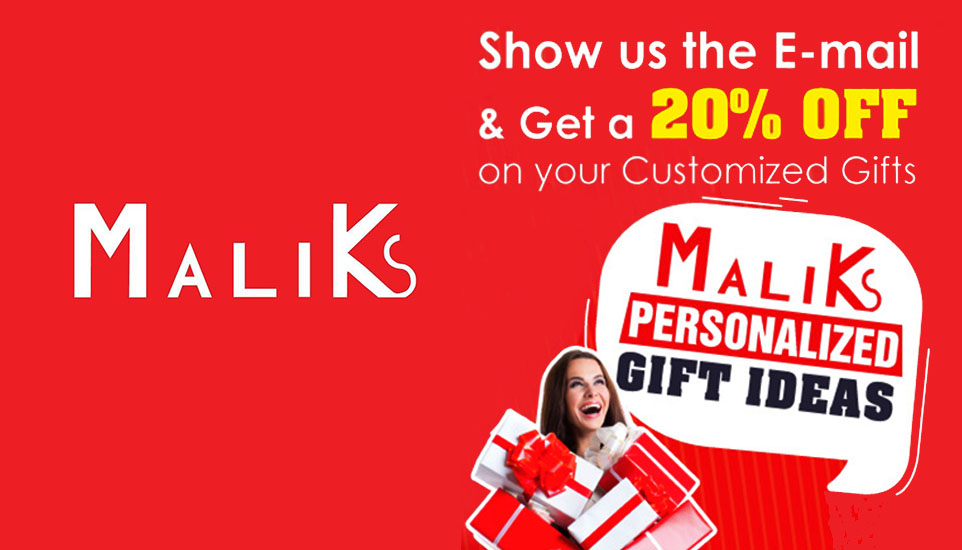 MALIKS
Show us the E-mail
& Get a 20% OFF
on your Customized Gifts
MALIKS
PERSONALIZED
GIFT IDEAS